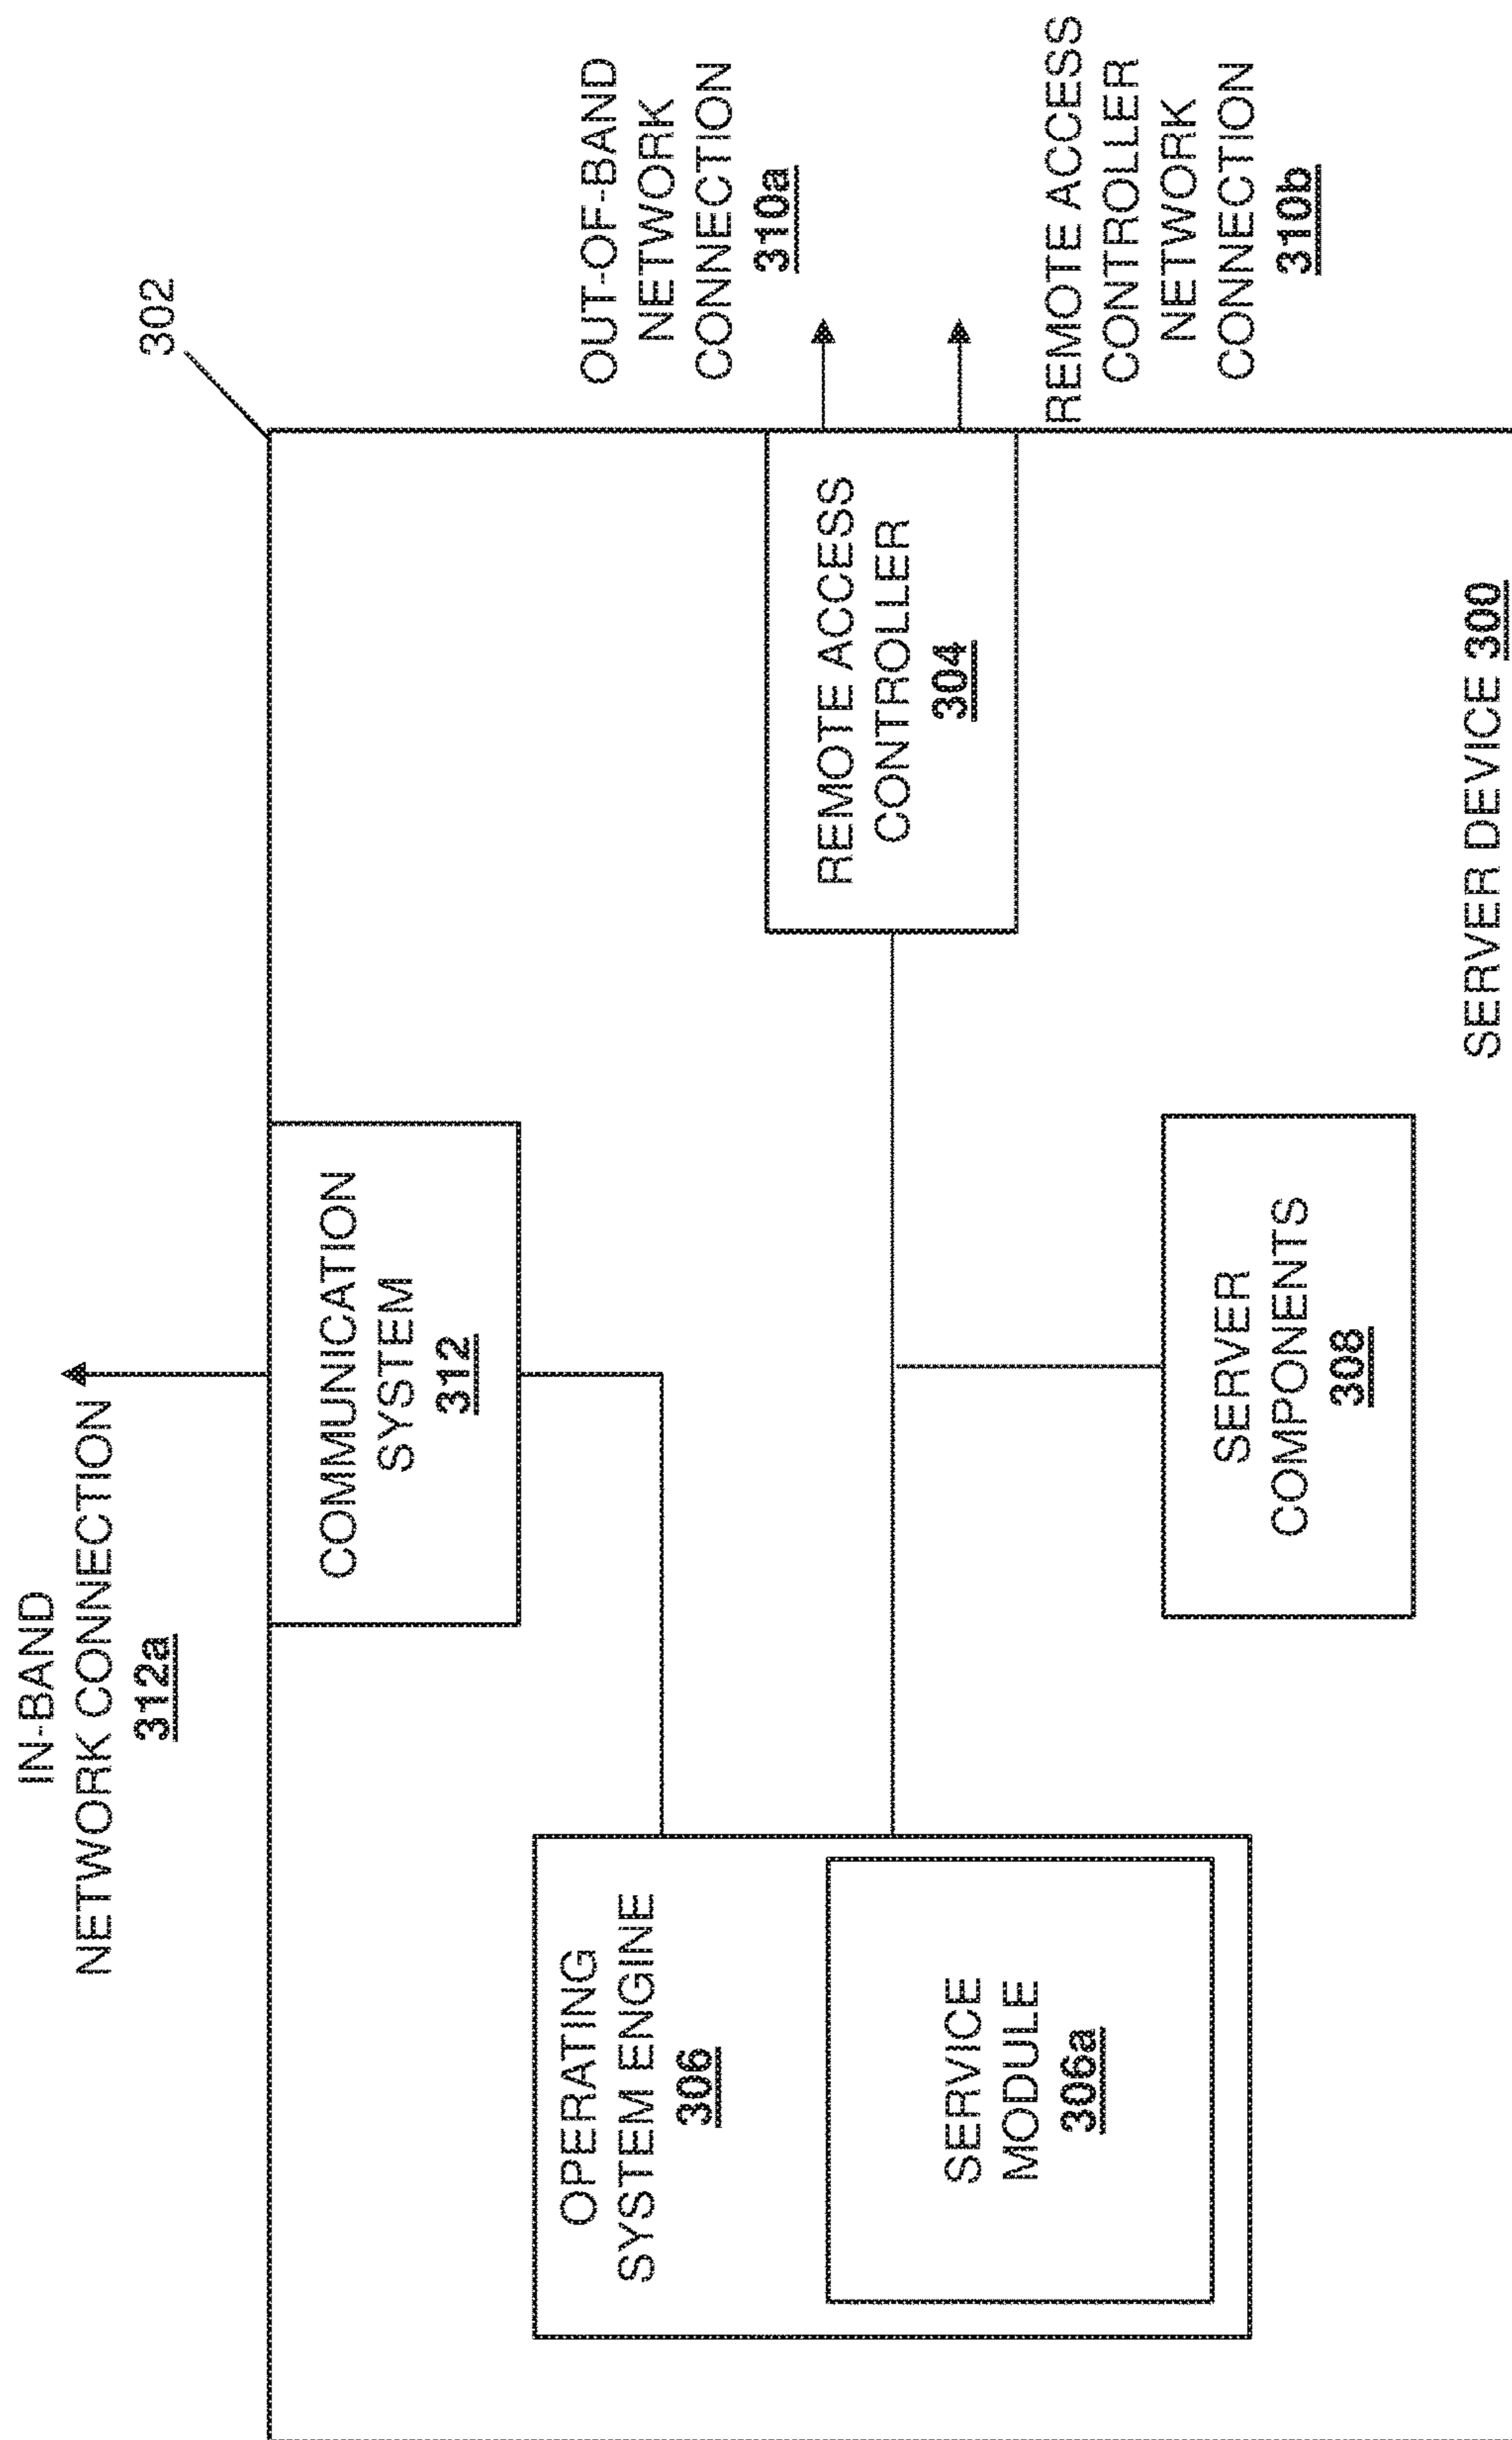 IN-BAND
NETWORK CONNECTION
312a
302
COMMUNICATION
SYSTEM
312
OPERATING
SYSTEM ENGINE
306
SERVICE
MODULE
306a
OUT-OF-BAND
NETWORK
CONNECTION
310a
REMOTE ACCESS
CONTROLLER
304
REMOTE ACCESS
CONTROLLER
NETWORK
CONNECTION
310b
SERVER
COMPONENTS
308
SERVER DEVICE 300